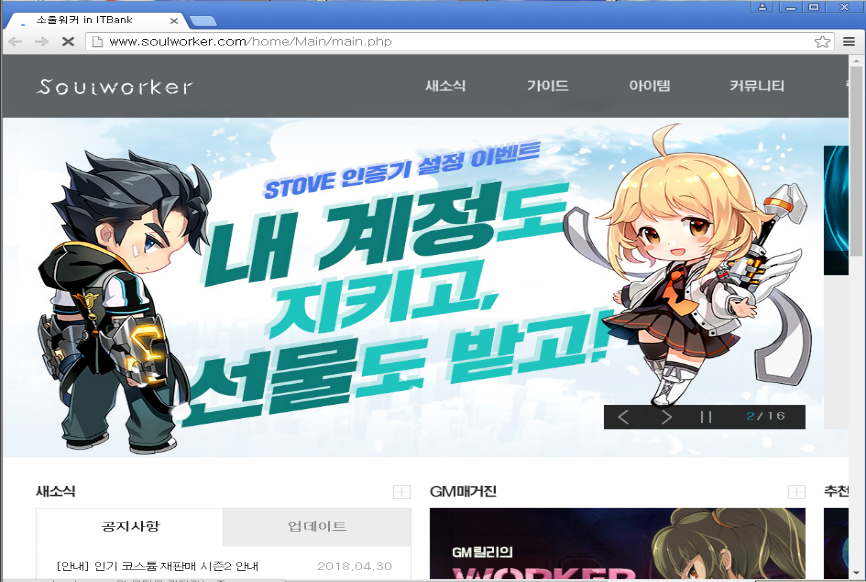 소울워커 in ITBank
www.soulworker.com/home/Main/main.php
Soulworker
새소식 가이드 아이템 커뮤니티
STOVE 인증기 설정 이벤트
내 계정도
지키고,
선물도 받고!
2/16
새소식 GM매거진 추천
공지사항 업데이트
[안내] 인기 코스튬 재판매 시즌2 안내 2018.04.30
GM릴리의
WORKER